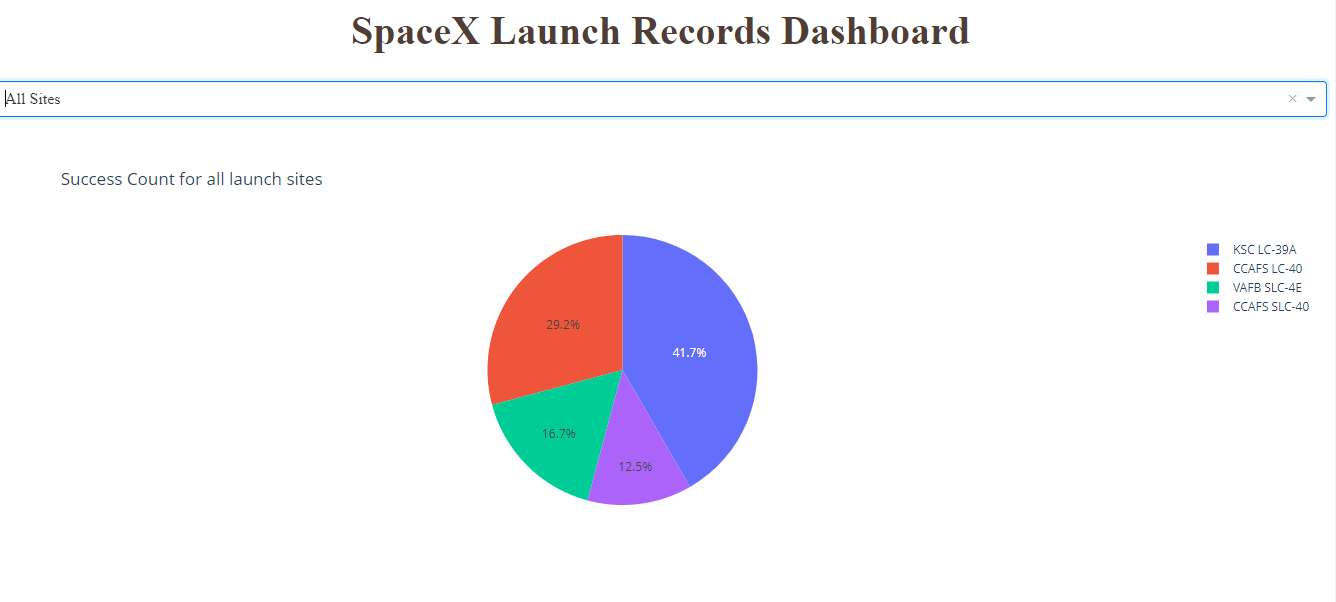 SpaceX Launch Records Dashboard
All Sites
Success Count for all launch sites
KSC LC-39A
CCAFS LC-40
VAFB SLC-4E
CCAFS SLC-40
29.2%
41.7%
16.7%
12.5%